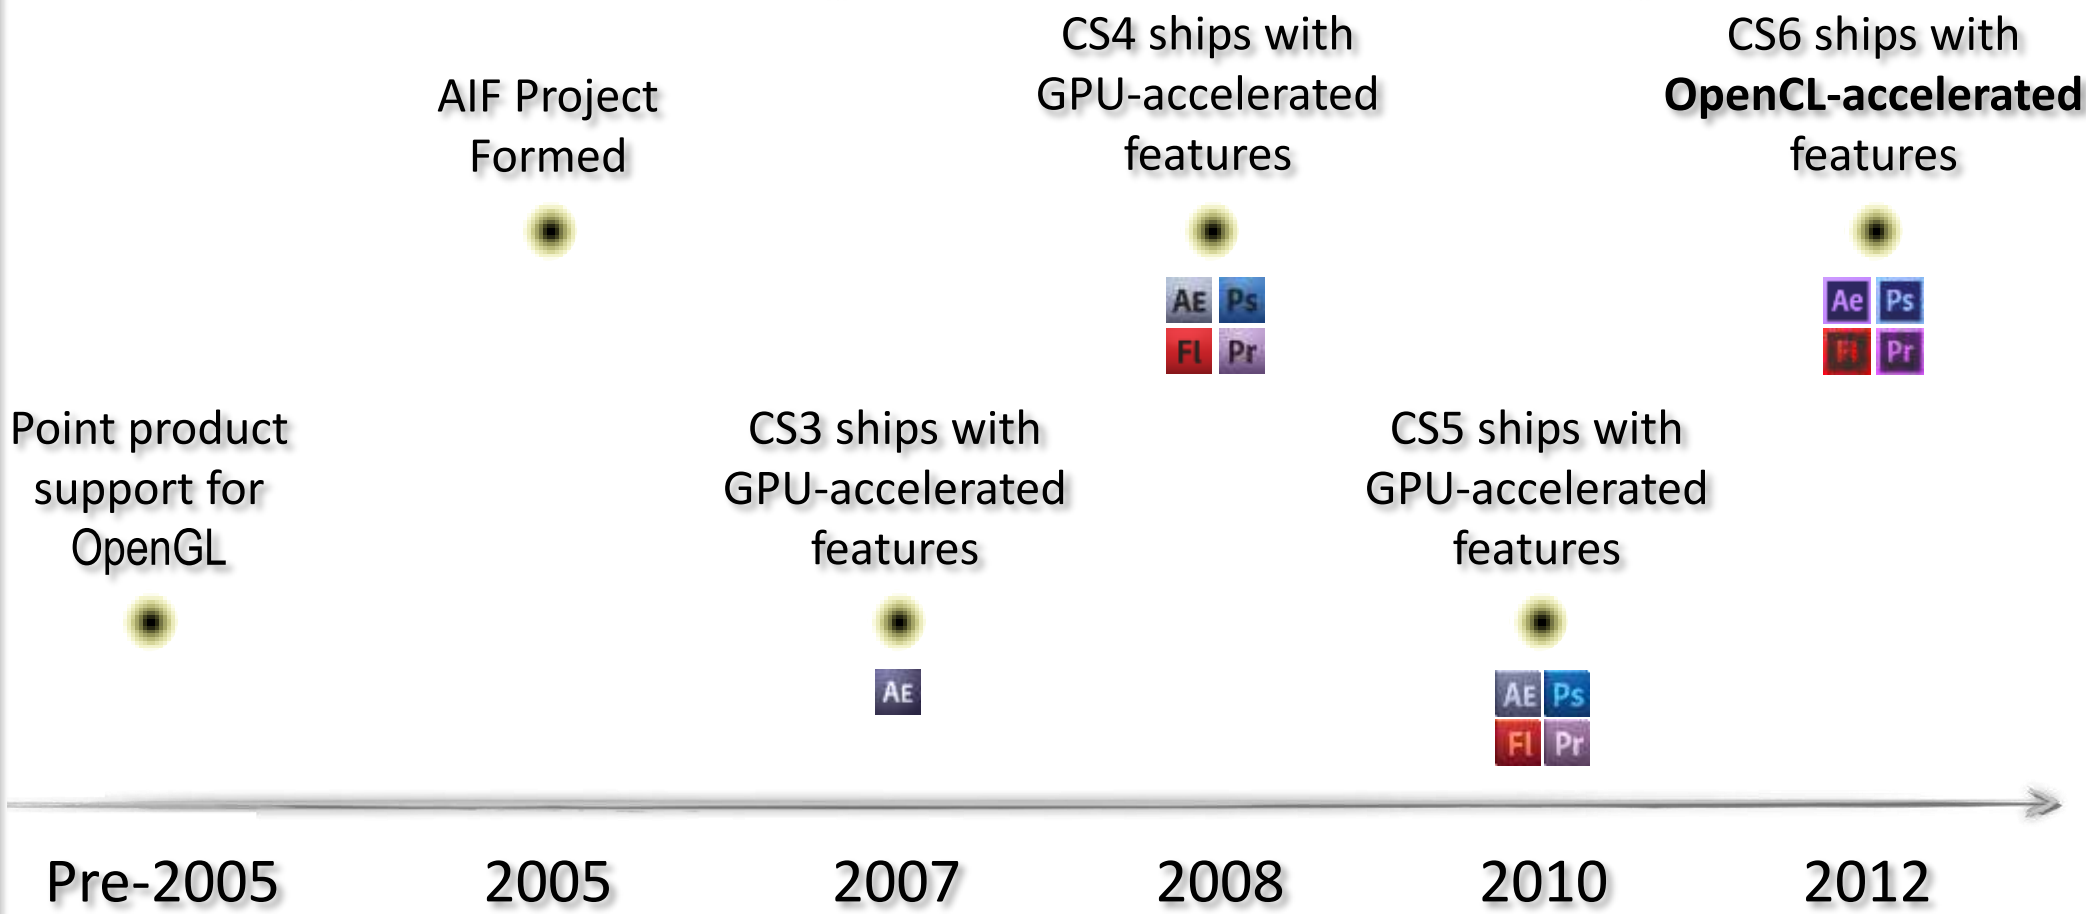 Point product
support for
OpenGL
AIF Project
Formed
CS3 ships with
GPU-accelerated
features
AE
CS4 ships with
GPU-accelerated
features
AE Ps
Fl Pr
CS5 ships with
GPU-accelerated
features
AE Ps
Fl Pr
CS6 ships with
OpenCL-accelerated
features
Ae Ps
Fl Pr
Pre-2005 2005 2007 2008 2010 2012